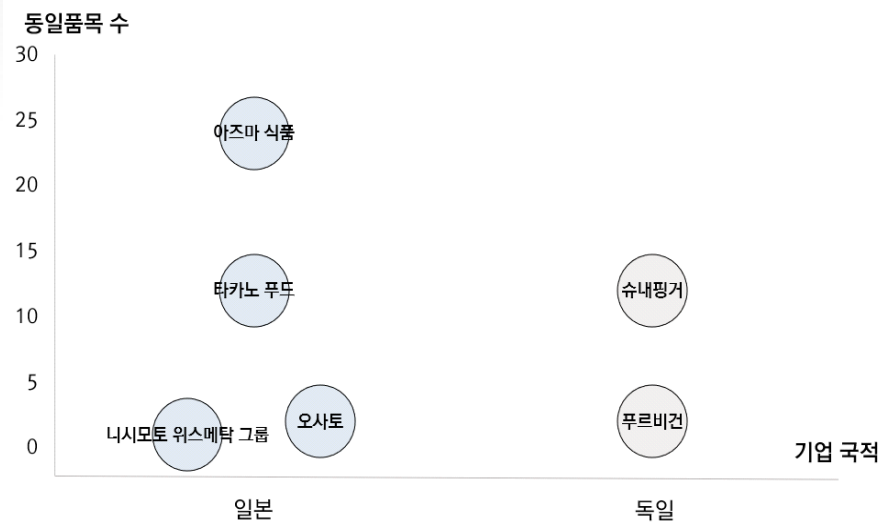 동일품목 수
30
25
20
15
10
5
0
아즈마 식품
타카노 푸드
슈내핑거
니시모토 위스메탁 그룹
오사토
푸르비건
기업 국적
일본
독일